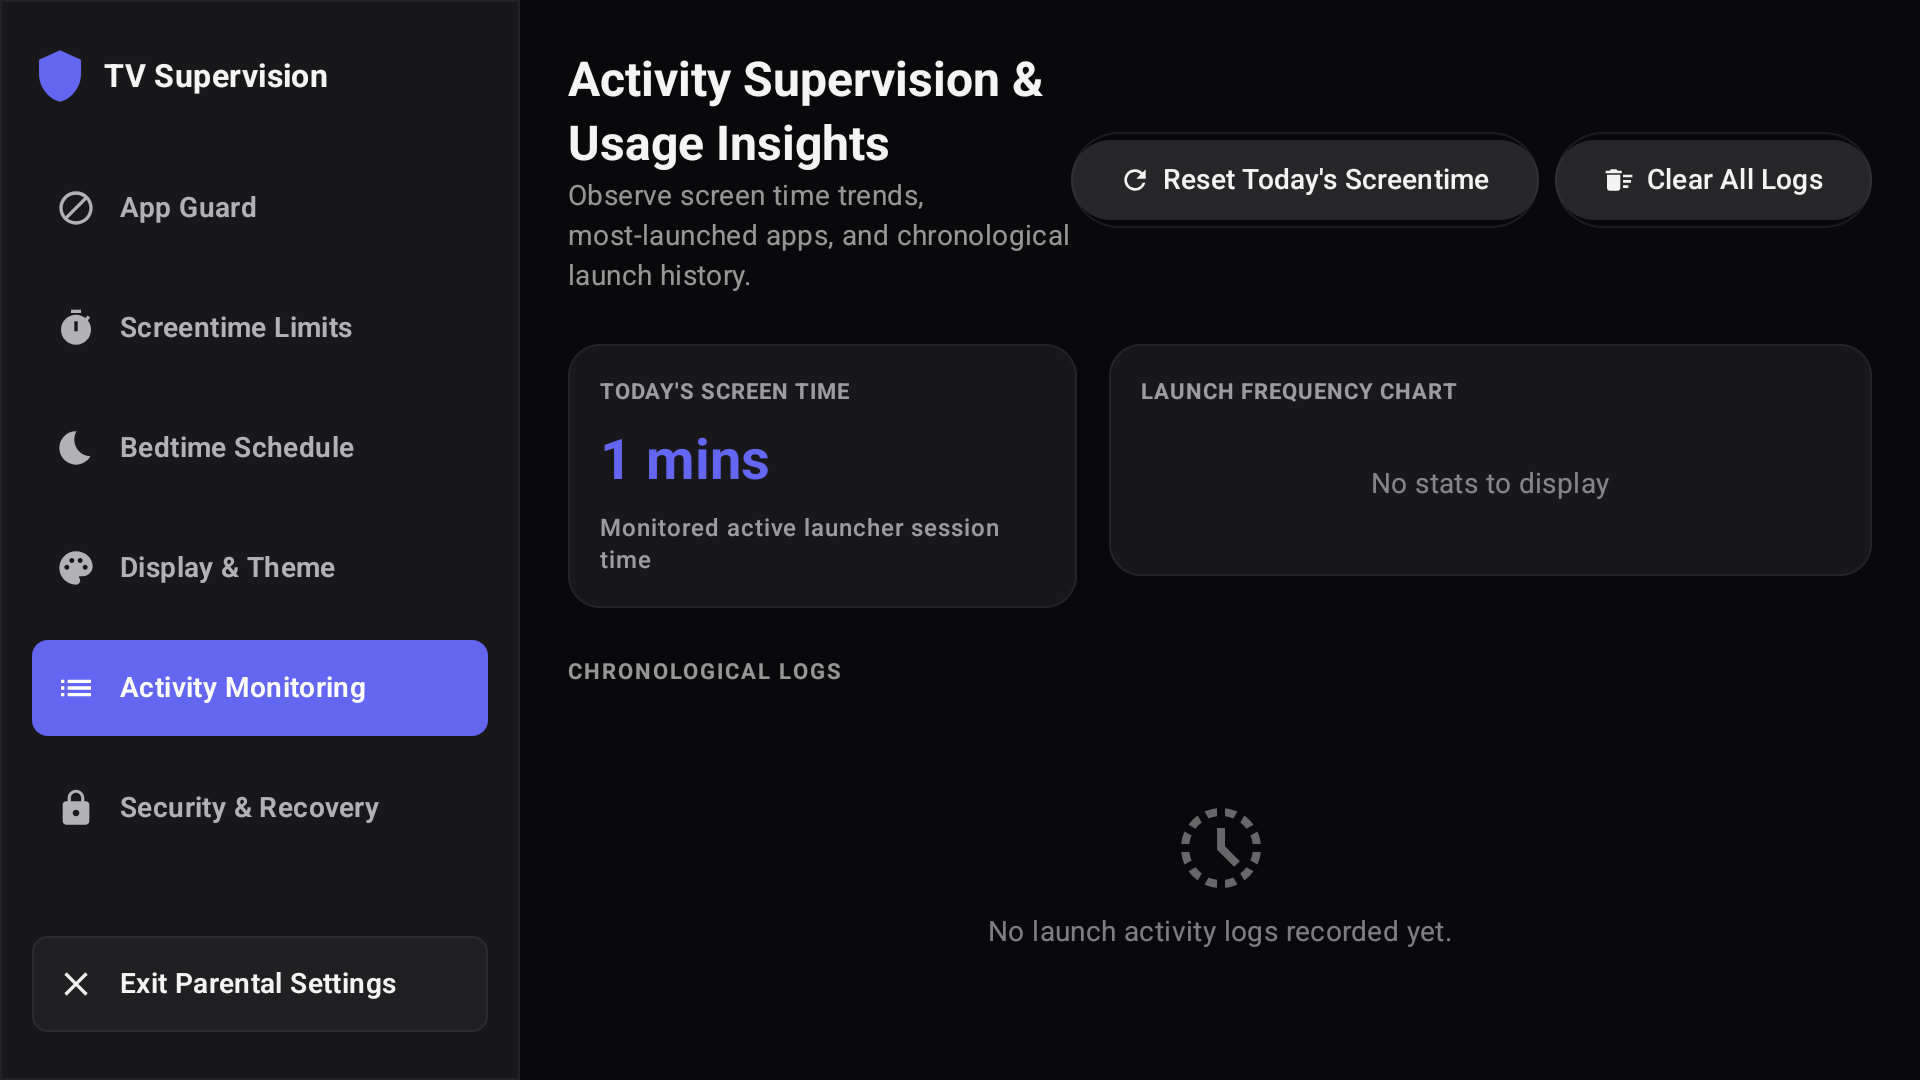 TV Supervision
App Guard
Screentime Limits
Bedtime Schedule
Display & Theme
Activity Monitoring
Security & Recovery
Exit Parental Settings
Activity Supervision &
Usage Insights
Observe screen time trends,
most-launched apps, and chronological
launch history.
Reset Today's Screentime
Clear All Logs
TODAY'S SCREEN TIME
1 mins
Monitored active launcher session
time
LAUNCH FREQUENCY CHART
No stats to display
CHRONOLOGICAL LOGS
No launch activity logs recorded yet.